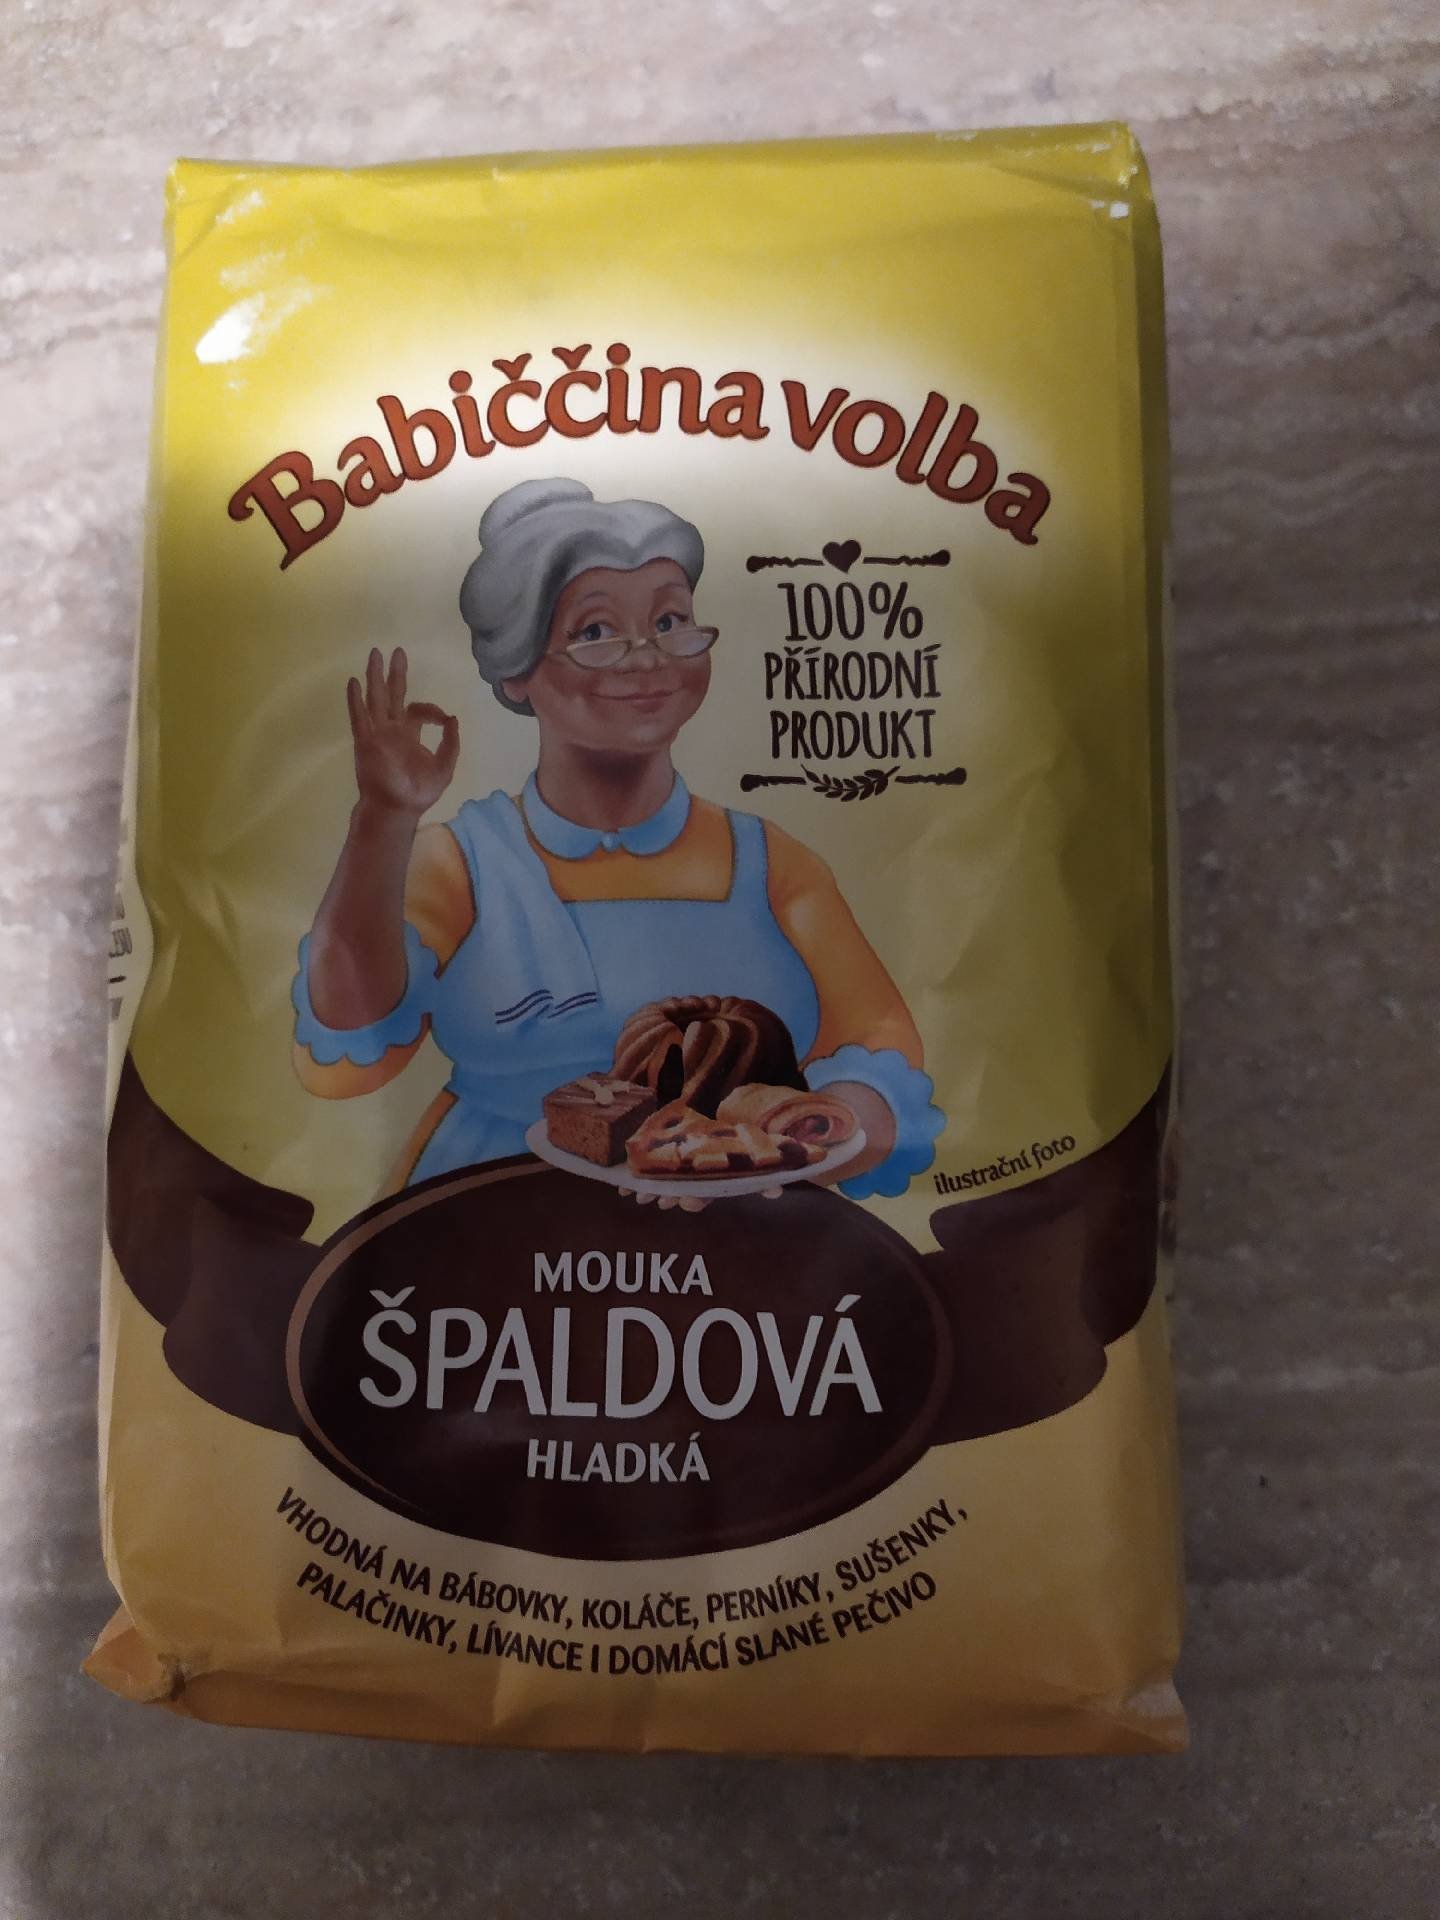 Babiččina volba
100%
PŘÍRODNÍ
PRODUKT
ilustrační foto
MOUKA
ŠPALDOVÁ
HLADKÁ
VHODNÁ NA BÁBOVKY, KOLÁČE, PERNÍKY, SUŠENKY,
PALAČINKY, LÍVANCE I DOMÁCÍ SLANÉ PEČIVO